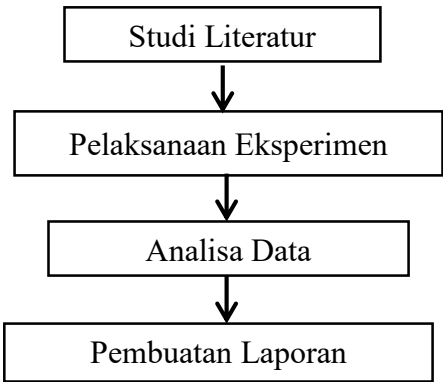 Studi Literatur
Pelaksanaan Eksperimen
Analisa Data
Pembuatan Laporan